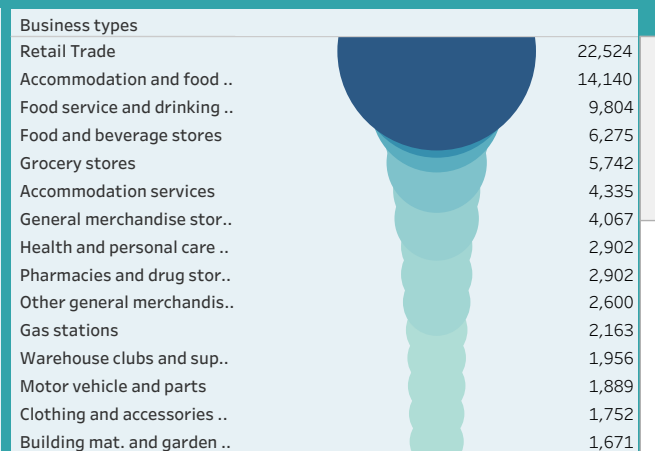 Business types
Retail Trade 22,524
Accommodation and food .. 14,140
Food service and drinking .. 9,804
Food and beverage stores 6,275
Grocery stores 5,742
Accommodation services 4,335
General merchandise stor.. 4,067
Health and personal care .. 2,902
Pharmacies and drug stor.. 2,902
Other general merchandis.. 2,600
Gas stations 2,163
Warehouse clubs and sup.. 1,956
Motor vehicle and parts 1,889
Clothing and accessories .. 1,752
Building mat. and garden .. 1,671